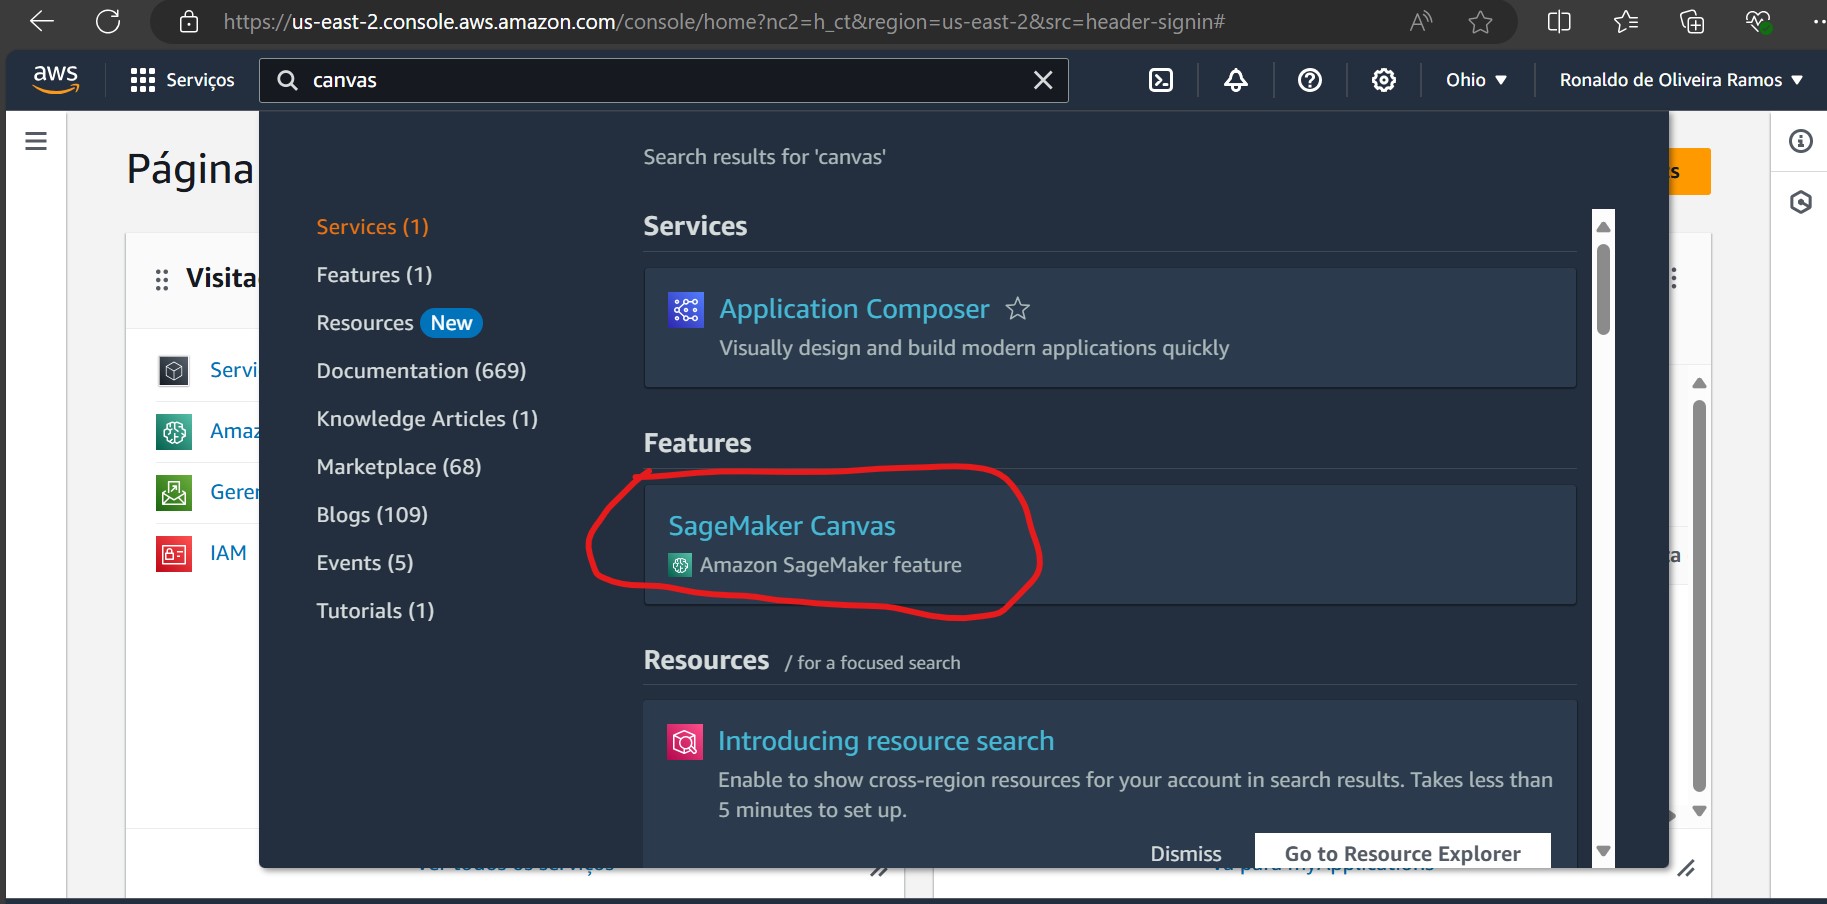 https://us-east-2.console.aws.amazon.com/console/home?nc2=h_ct&region=us-east-2&src=header-signin#
aws
Serviços
canvas
Ohio
Ronaldo de Oliveira Ramos
Página
Search results for 'canvas'
Services (1)
Features (1)
Resources New
Documentation (669)
Knowledge Articles (1)
Marketplace (68)
Blogs (109)
Events (5)
Tutorials (1)
Services
Application Composer
Visually design and build modern applications quickly
Features
SageMaker Canvas
Amazon SageMaker feature
Resources / for a focused search
Introducing resource search
Enable to show cross-region resources for your account in search results. Takes less than
5 minutes to set up.
Dismiss
Go to Resource Explorer
Visita
Servi
Amaz
Geren
IAM